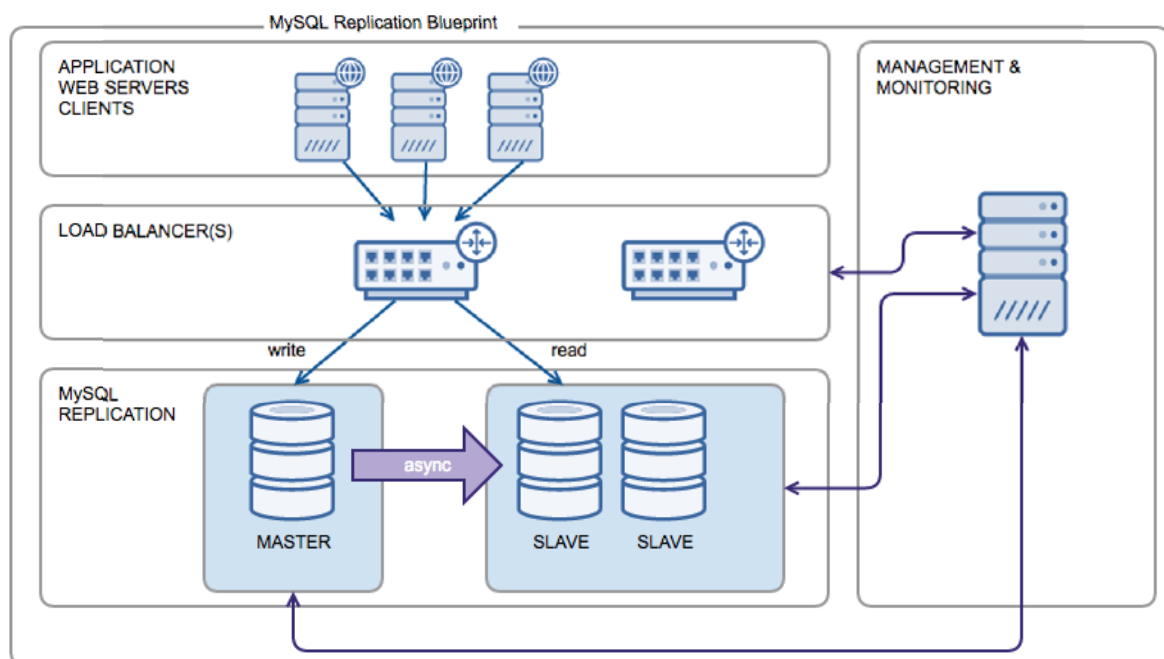 MySQL Replication Blueprint
APPLICATION
WEB SERVERS
CLIENTS
MANAGEMENT &
MONITORING
LOAD BALANCER(S)
write
read
MySQL
REPLICATION
async
MASTER
SLAVE
SLAVE